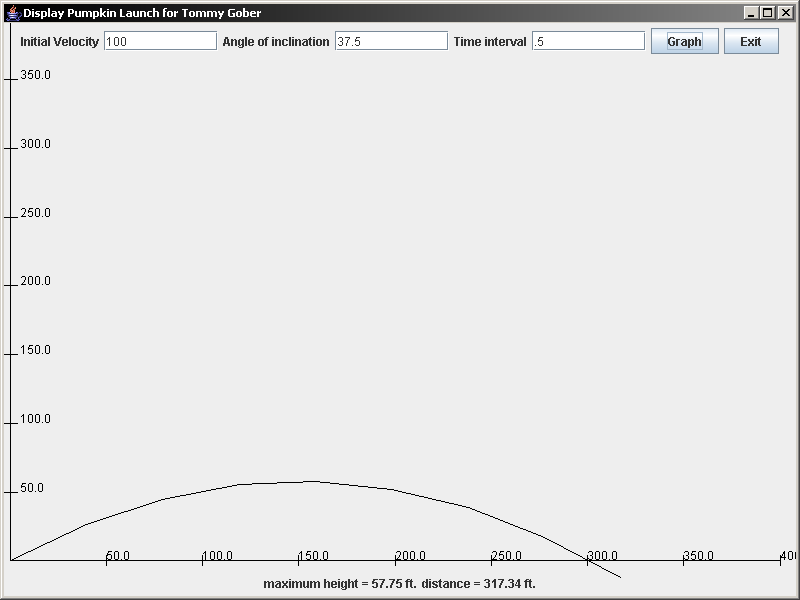 Display Pumpkin Launch for Tommy Gober
Initial Velocity 100 Angle of inclination 37.5 Time interval .5 Graph Exit
350.0
300.0
250.0
200.0
150.0
100.0
50.0
50.0 100.0 150.0 200.0 250.0 300.0 350.0 40
maximum height = 57.75 ft. distance = 317.34 ft.